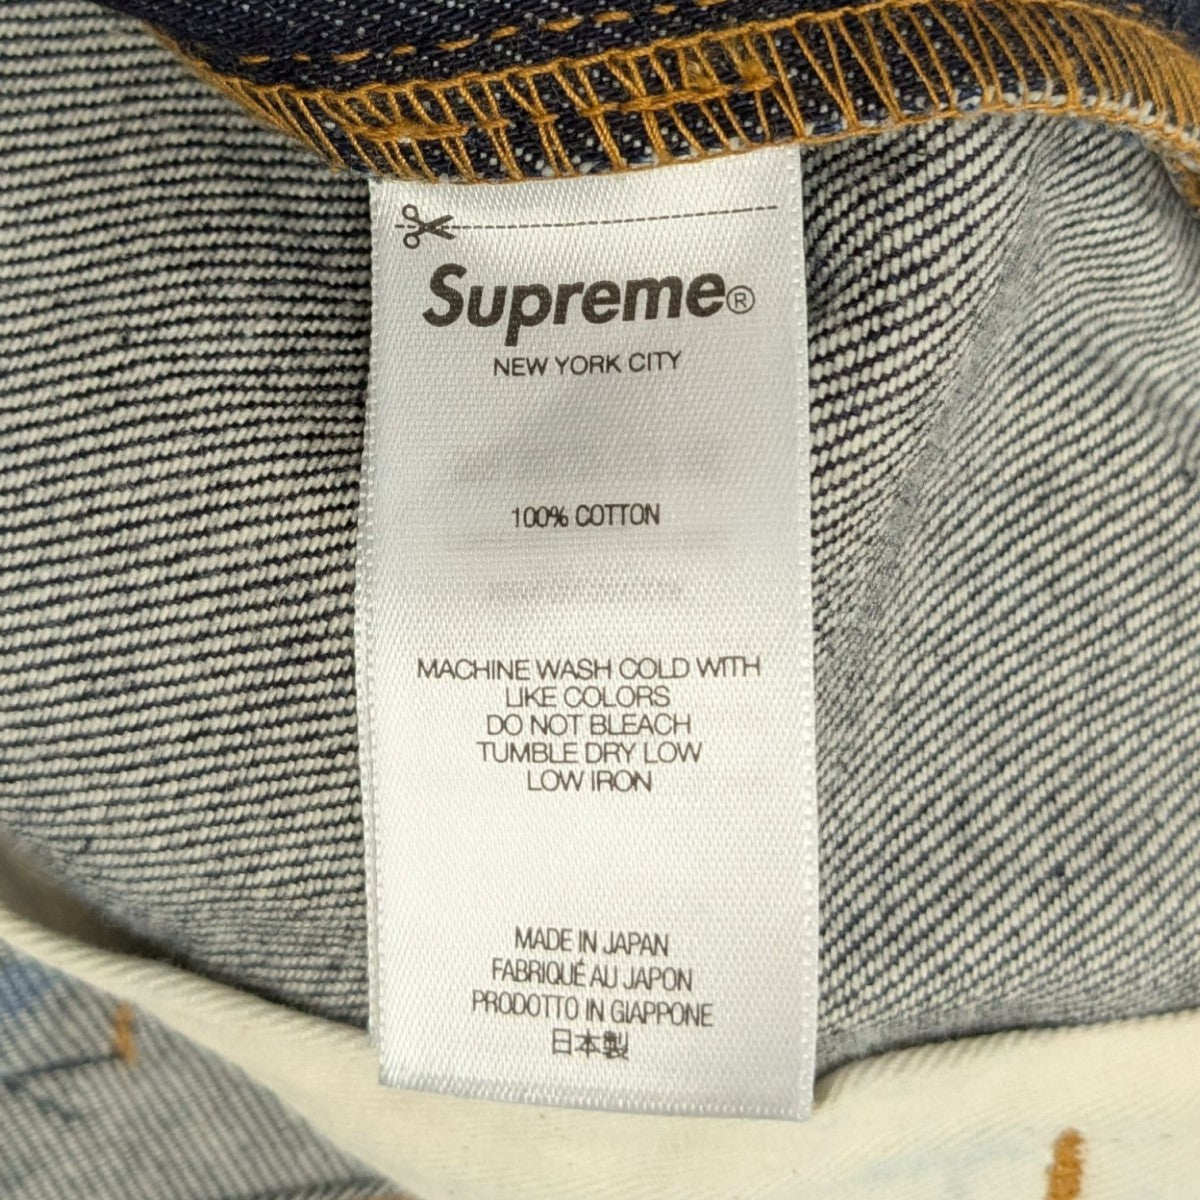 Supreme®
NEW YORK CITY
100% COTTON
MACHINE WASH COLD WITH
LIKE COLORS
DO NOT BLEACH
TUMBLE DRY LOW
LOW IRON
MADE IN JAPAN
FABRIQUÉ AU JAPON
PRODOTTO IN GIAPPONE
日本製